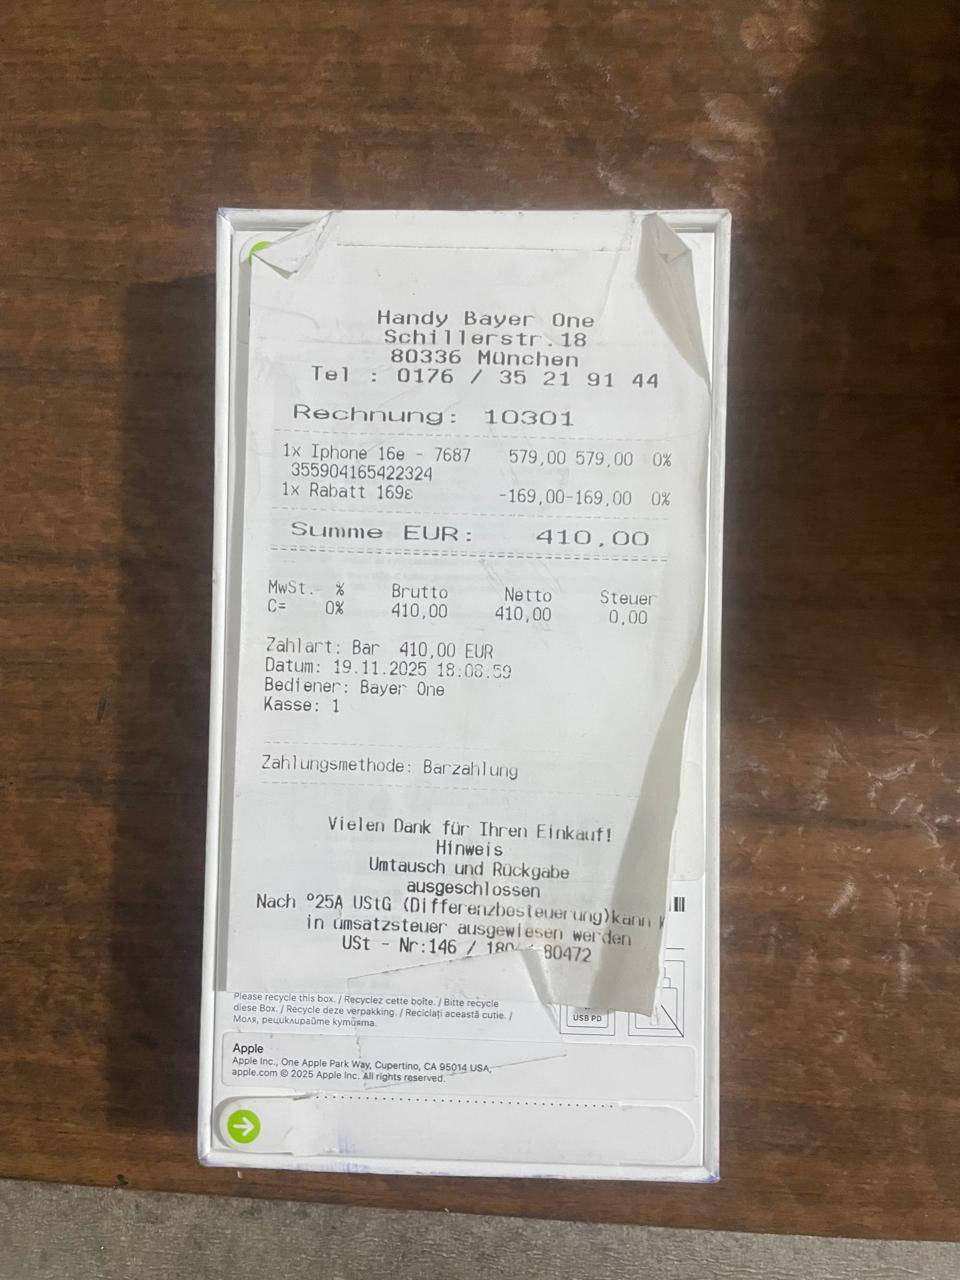 Handy Bayer One
Schillerstr.18
80336 München
Tel : 0176 / 35 21 91 44
Rechnung: 10301
1x Iphone 16e - 7687 579,00 579,00 0%
355904165422324
1x Rabatt 169€ -169,00-169,00 0%
Summe EUR: 410,00
MwSt.- % Brutto Netto Steuer
C= 0% 410,00 410,00 0,00
Zahlart: Bar 410,00 EUR
Datum: 19.11.2025 18:08:59
Bediener: Bayer One
Kasse: 1
Zahlungsmethode: Barzahlung
Vielen Dank für Ihren Einkauf!
Hinweis
Umtausch und Rückgabe
ausgeschlossen
Nach °25A UStG (Differenzbesteuerung)kann
in umsatzsteuer ausgewiesen werden
USt - Nr:146 / 180 80472
Please recycle this box. / Recyclez cette boîte. / Bitte recycle
diese Box. / Recycle deze verpakking. / Reciclați această cutie. /
Моля, рециклирайте кутията.
USB PD
Apple
Apple Inc., One Apple Park Way, Cupertino, CA 95014 USA,
apple.com © 2025 Apple Inc. All rights reserved.